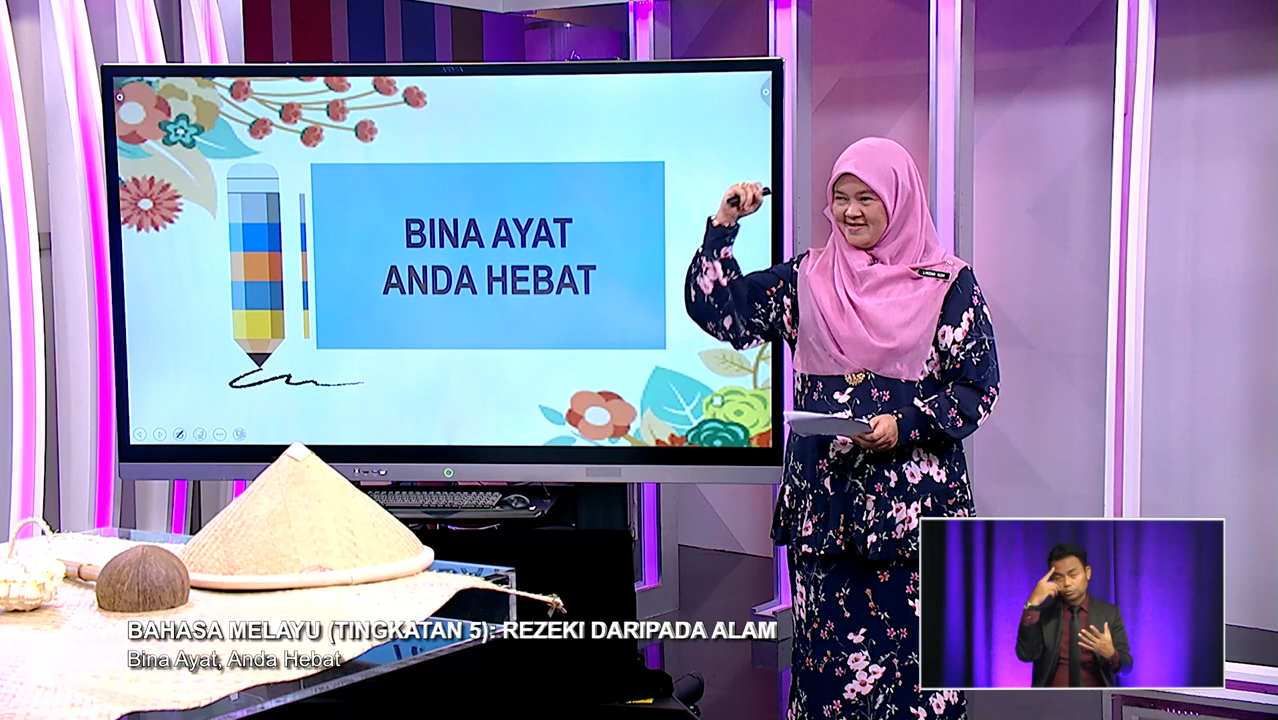 BINA AYAT
ANDA HEBAT
BAHASA MELAYU (TINGKATAN 5): REZEKI DARIPADA ALAM
Bina Ayat, Anda Hebat